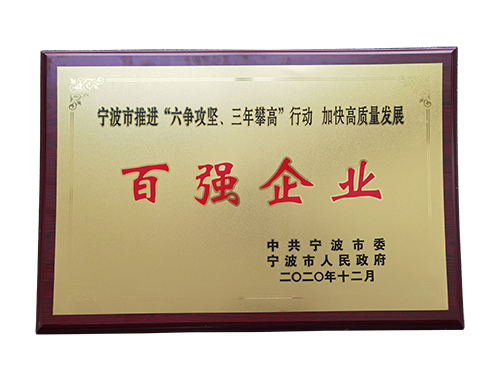 宁波市推进“六争攻坚、三年攀高”行动 加快高质量发展
百强企业
中共宁波市委
宁波市人民政府
二〇二〇年十二月